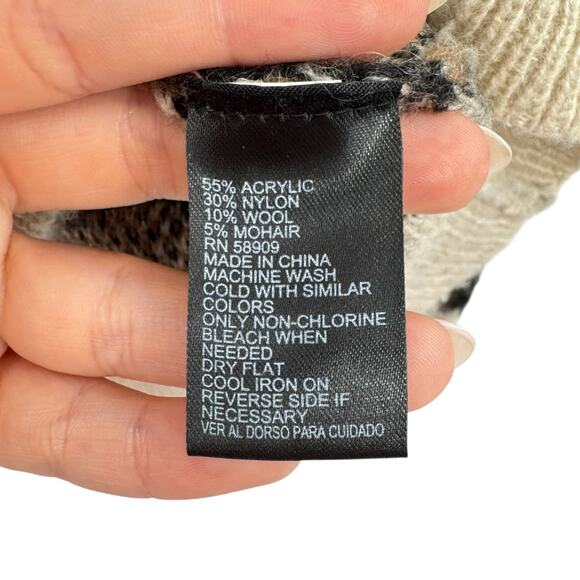 55% ACRYLIC
30% NYLON
10% WOOL
5% MOHAIR
RN 58909
MADE IN CHINA
MACHINE WASH
COLD WITH SIMILAR
COLORS
ONLY NON-CHLORINE
BLEACH WHEN
NEEDED
DRY FLAT
COOL IRON ON
REVERSE SIDE IF
NECESSARY
VER AL DORSO PARA CUIDADO